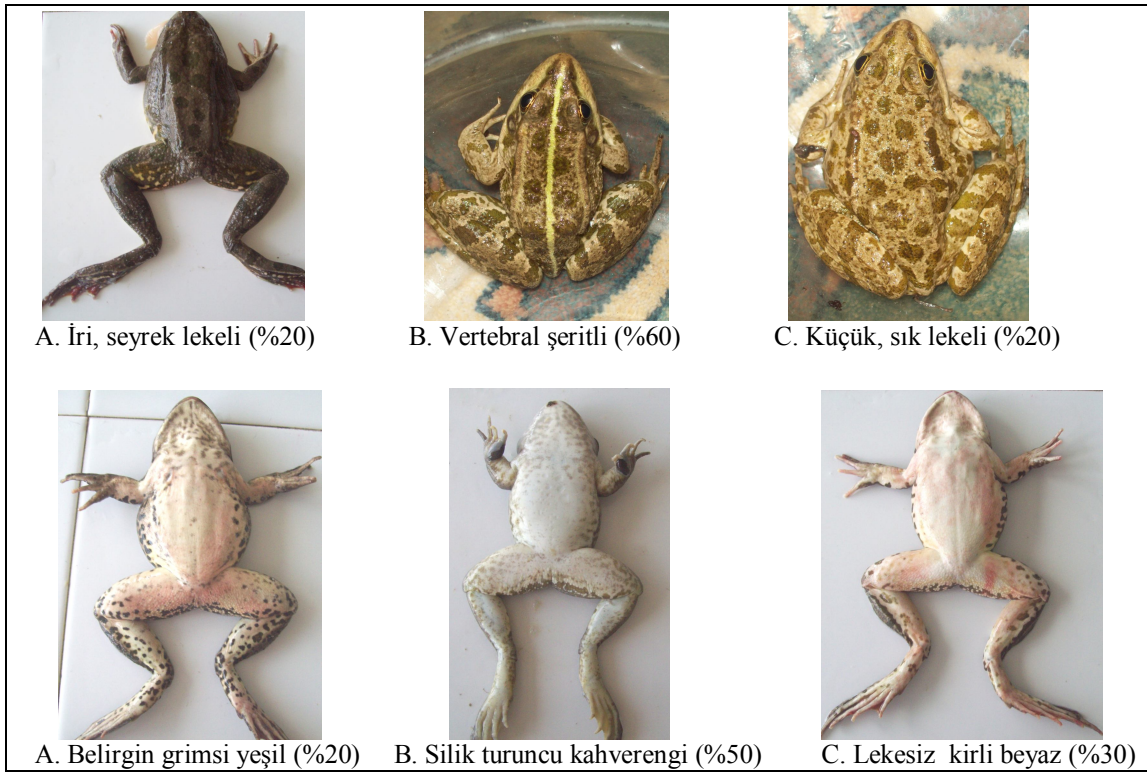 A. İri, seyrek lekeli (%20) B. Vertebral şeritli (%60) C. Küçük, sık lekeli (%20)
A. Belirgin grimsi yeşil (%20) B. Silik turuncu kahverengi (%50) C. Lekesiz kirli beyaz (%30)